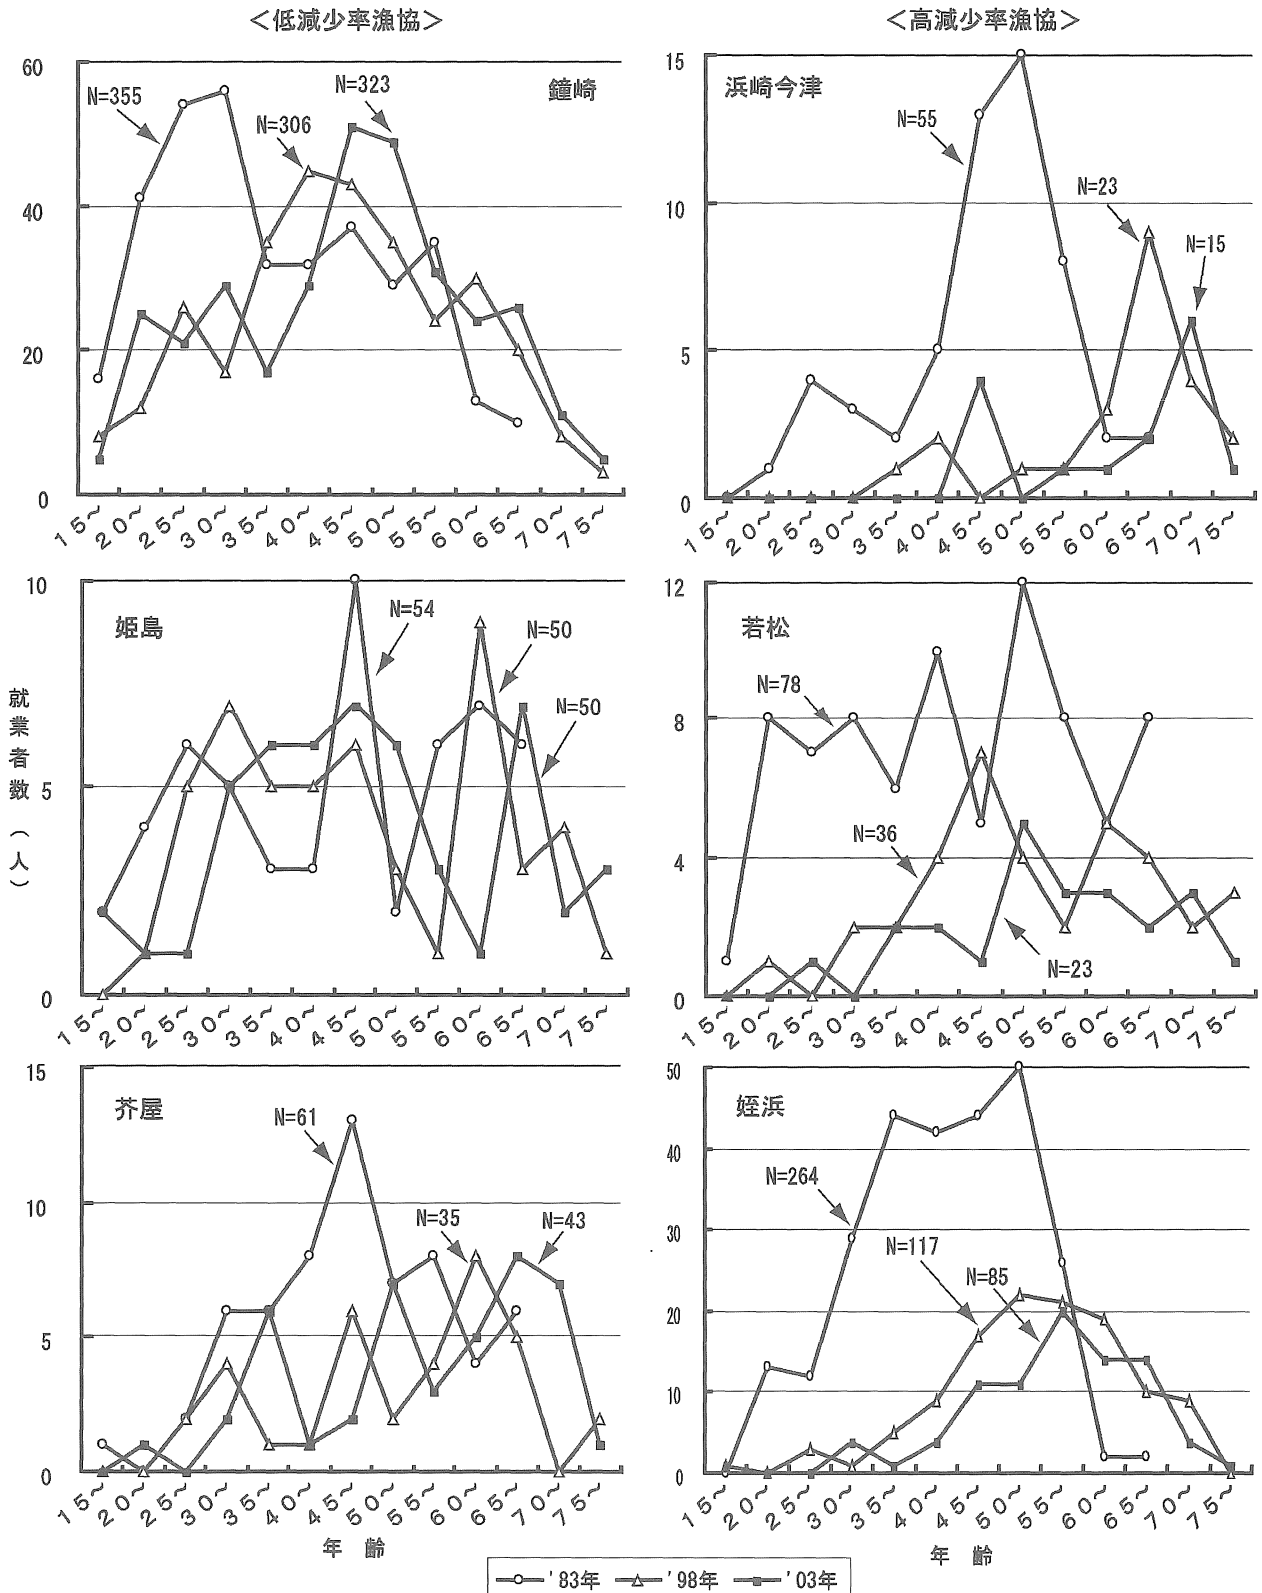 ＜低減少率漁協＞
＜高減少率漁協＞
鐘崎
60
40
20
0
N=355
N=306
N=323
15～ 20～ 25～ 30～ 35～ 40～ 45～ 50～ 55～ 60～ 65～ 70～ 75～
浜崎今津
15
10
5
0
N=55
N=23
N=15
15～ 20～ 25～ 30～ 35～ 40～ 45～ 50～ 55～ 60～ 65～ 70～ 75～
就業者数（人）
姫島
10
5
0
N=54
N=50
N=50
15～ 20～ 25～ 30～ 35～ 40～ 45～ 50～ 55～ 60～ 65～ 70～ 75～
若松
12
8
4
0
N=78
N=36
N=23
15～ 20～ 25～ 30～ 35～ 40～ 45～ 50～ 55～ 60～ 65～ 70～ 75～
芥屋
15
10
5
0
N=61
N=35
N=43
15～ 20～ 25～ 30～ 35～ 40～ 45～ 50～ 55～ 60～ 65～ 70～ 75～
年 齢
姪浜
50
40
30
20
10
0
N=264
N=117
N=85
15～ 20～ 25～ 30～ 35～ 40～ 45～ 50～ 55～ 60～ 65～ 70～ 75～
年 齢
'83年 '98年 '03年